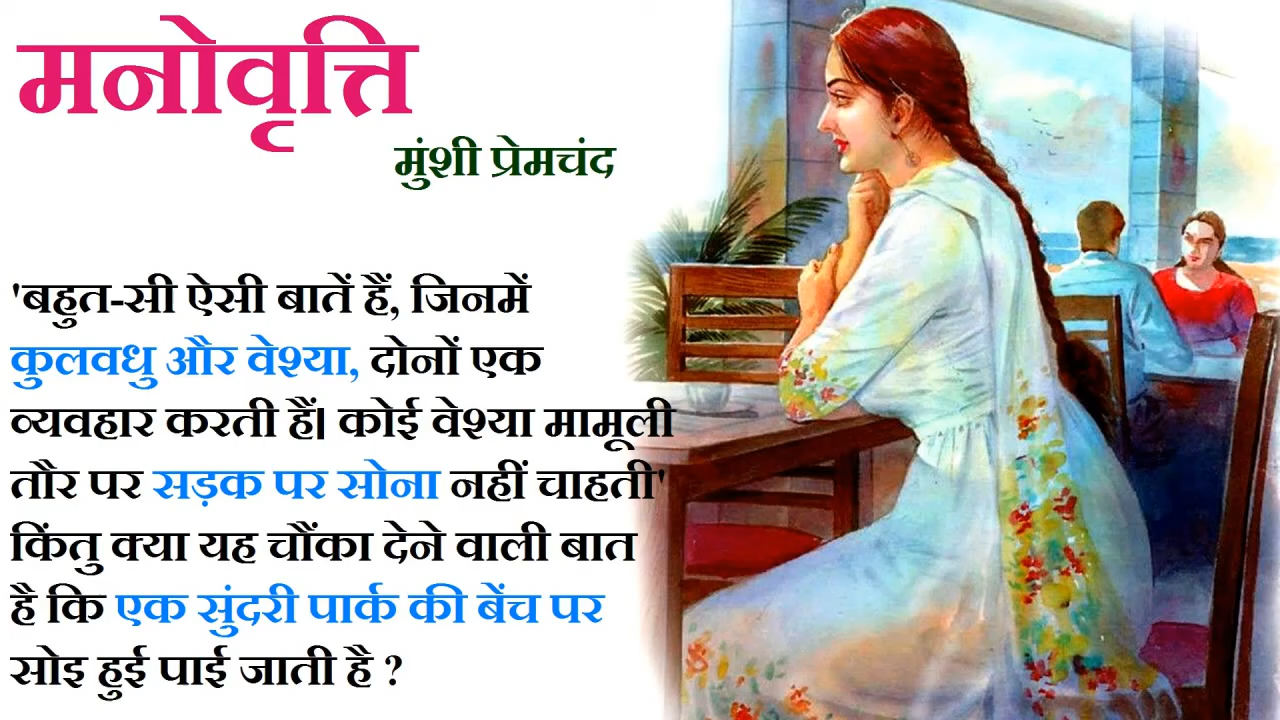 मनोवृत्ति
मुंशी प्रेमचंद
'बहुत-सी ऐसी बातें हैं, जिनमें
कुलवधु और वेश्या, दोनों एक
व्यवहार करती हैं। कोई वेश्या मामूली
तौर पर सड़क पर सोना नहीं चाहती'
किंतु क्या यह चौंका देने वाली बात
है कि एक सुंदरी पार्क की बेंच पर
सोइ हुई पाई जाती है ?